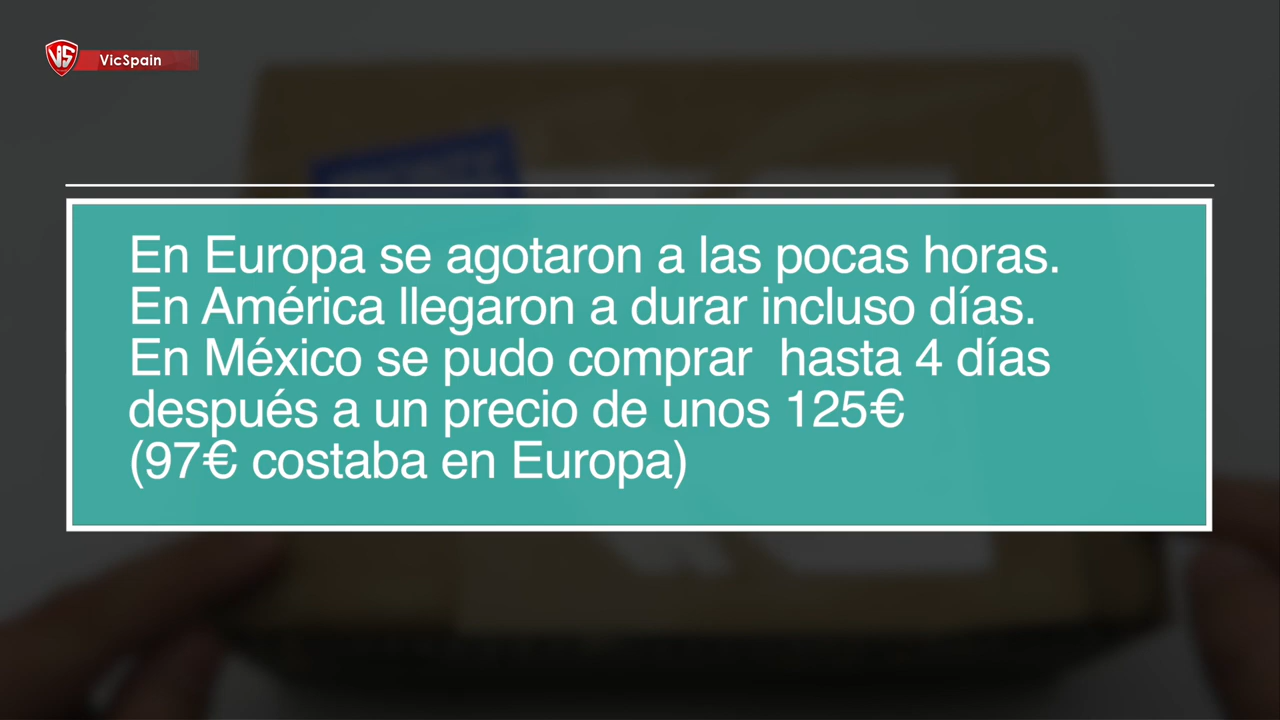 VS VicSpain
En Europa se agotaron a las pocas horas.
En América llegaron a durar incluso días.
En México se pudo comprar  hasta 4 días
después a un precio de unos 125€
(97€ costaba en Europa)